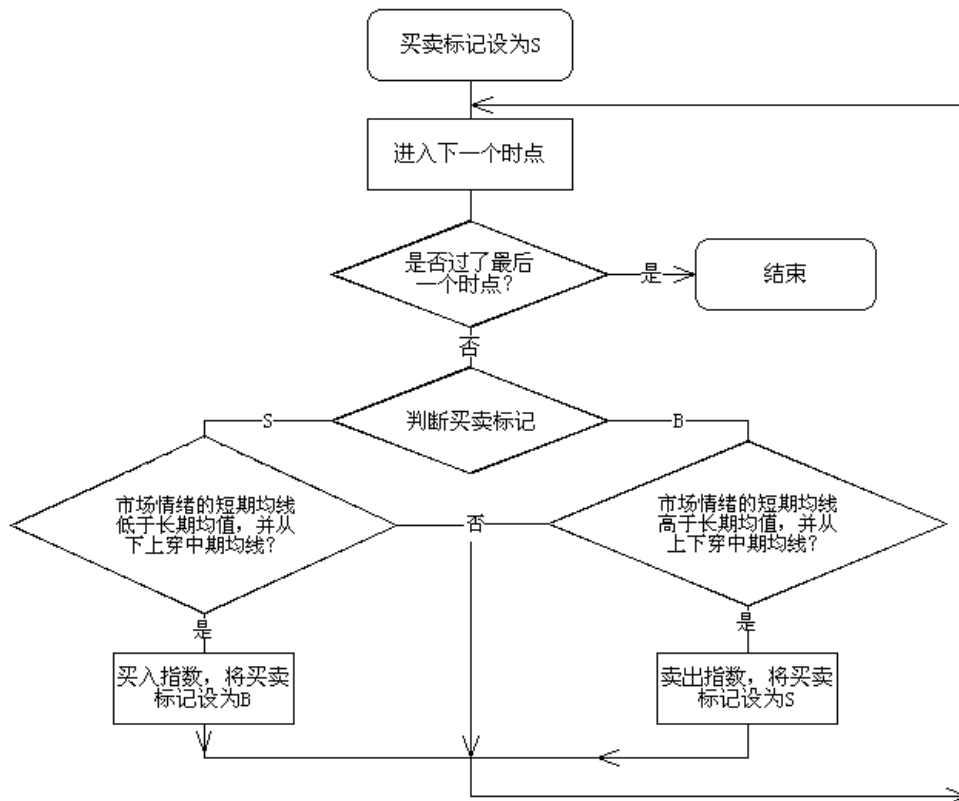 买卖标记设为S
进入下一个时点
是否过了最后
一个时点?
是
结束
否
判断买卖标记
S
B
市场情绪的短期均线
低于长期均值,并从
下上穿中期均线?
否
市场情绪的短期均线
高于长期均值,并从
上下穿中期均线?
是
是
买入指数,将买卖
标记设为B
卖出指数,将买卖
标记设为S